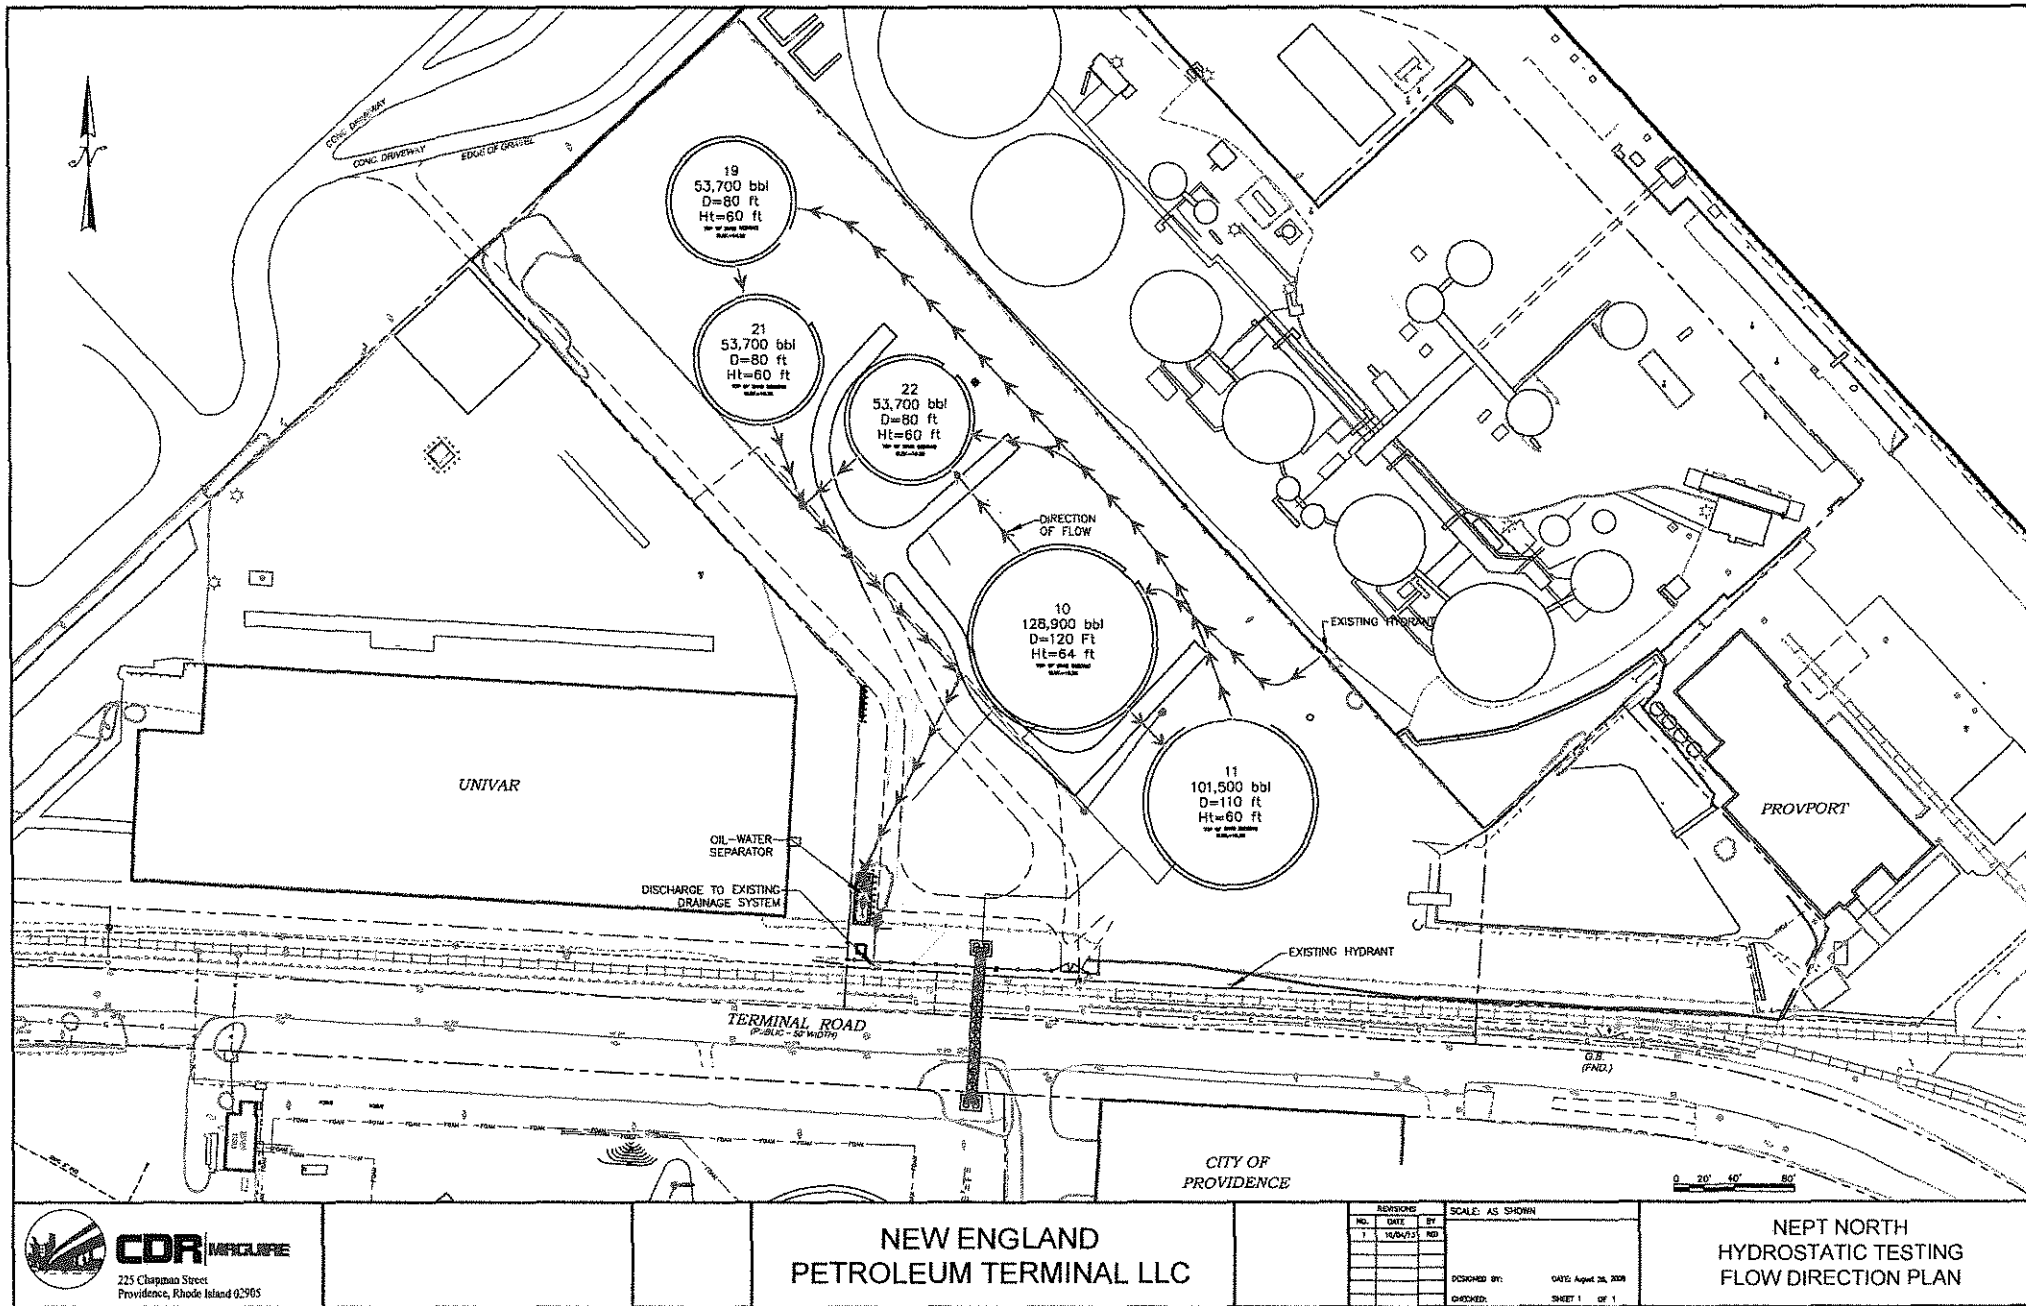 N
CONC. DRIVEWAY
CONC. DRIVEWAY
EDGE OF GRAVEL
19
53,700 bbl
D=80 ft
Ht=60 ft
21
53,700 bbl
D=80 ft
Ht=60 ft
22
53,700 bbl
D=80 ft
Ht=60 ft
DIRECTION
OF FLOW
10
128,900 bbl
D=120 Ft
Ht=64 ft
EXISTING HYDRANT
11
101,500 bbl
D=110 ft
Ht=60 ft
UNIVAR
PROVPORT
OIL-WATER
SEPARATOR
DISCHARGE TO EXISTING
DRAINAGE SYSTEM
EXISTING HYDRANT
TERMINAL ROAD
(PUBLIC - 50' WIDTH)
G.B.
(FND.)
CITY OF
PROVIDENCE
0 20' 40' 80'
CDR MAGUIRE
225 Chapman Street
Providence, Rhode Island 02905
NEW ENGLAND
PETROLEUM TERMINAL LLC
REVISIONS
NO. DATE BY
1
SCALE: AS SHOWN
DESIGNED BY:
DATE: August
CHECKED:
SHEET 1 OF 1
NEPT NORTH
HYDROSTATIC TESTING
FLOW DIRECTION PLAN